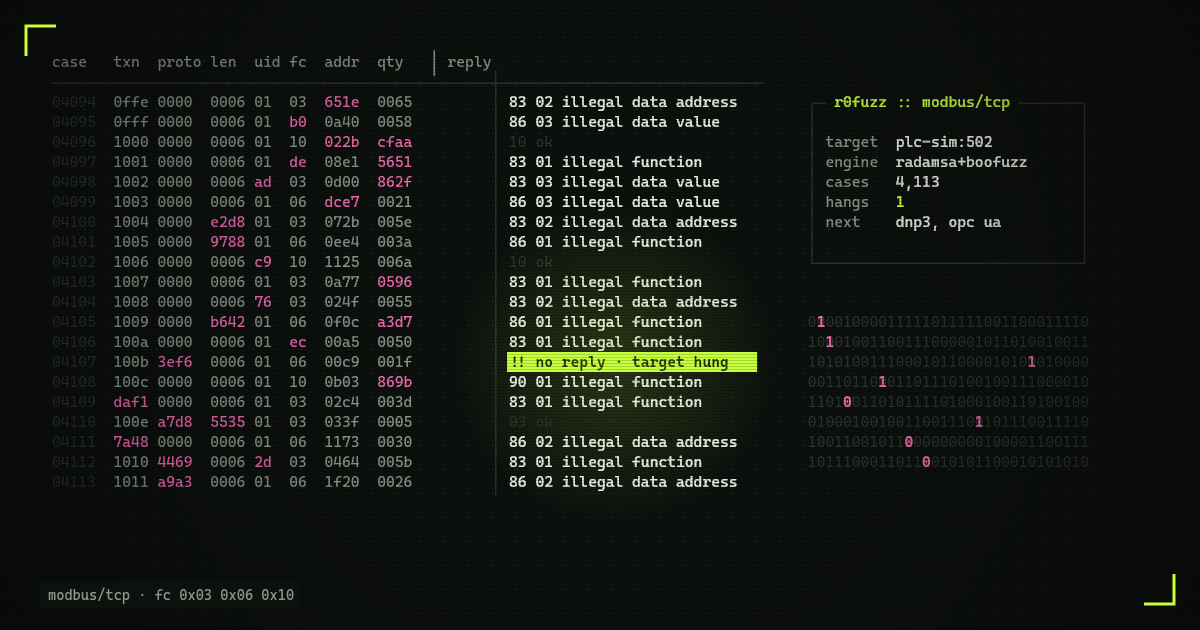 case txn proto len uid fc addr qty reply
04094 0ffe 0000 0006 01 03 651e 0065 83 02 illegal data address
04095 0fff 0000 0006 01 b0 0a40 0058 86 03 illegal data value
04096 1000 0000 0006 01 10 022b cfaa 10 ok
04097 1001 0000 0006 01 de 08e1 5651 83 01 illegal function
04098 1002 0000 0006 ad 03 0d00 862f 83 03 illegal data value
04099 1003 0000 0006 01 06 dce7 0021 86 03 illegal data value
04100 1004 0000 e2d8 01 03 072b 005e 83 02 illegal data address
04101 1005 0000 9788 01 06 0ee4 003a 86 01 illegal function
04102 1006 0000 0006 c9 10 1125 006a 10 ok
04103 1007 0000 0006 01 03 0a77 0596 83 01 illegal function
04104 1008 0000 0006 76 03 024f 0055 83 02 illegal data address
04105 1009 0000 b642 01 06 0f0c a3d7 86 01 illegal function
04106 100a 0000 0006 01 ec 00a5 0050 83 01 illegal function
04107 100b 3ef6 0006 01 06 00c9 001f !! no reply · target hung
04108 100c 0000 0006 01 10 0b03 869b 90 01 illegal function
04109 daf1 0000 0006 01 03 02c4 003d 83 01 illegal function
04110 100e a7d8 5535 01 03 033f 0005 03 ok
04111 7a48 0000 0006 01 06 1173 0030 86 02 illegal data address
04112 1010 4469 0006 2d 03 0464 005b 83 01 illegal function
04113 1011 a9a3 0006 01 06 1f20 0026 86 02 illegal data address
r0fuzz :: modbus/tcp
target plc-sim:502
engine radamsa+boofuzz
cases 4,113
hangs 1
next dnp3, opc ua
modbus/tcp · fc 0x03 0x06 0x10